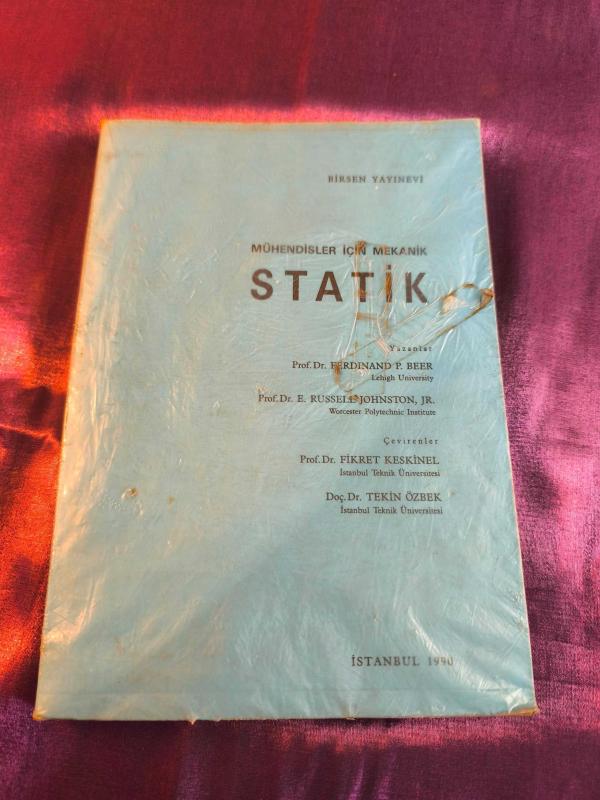 BİRSEN YAYINEVİ
MÜHENDİSLER İÇİN MEKANİK
STATİK
Yazanlar
Prof. Dr. FERDINAND P. BEER
Lehigh University
Prof. Dr. E. RUSSELL JOHNSTON, JR.
Worcester Polytechnic Institute
Çevirenler
Prof. Dr. FİKRET KESKİNEL
İstanbul Teknik Üniversitesi
Doç. Dr. TEKİN ÖZBEK
İstanbul Teknik Üniversitesi
İSTANBUL 1990